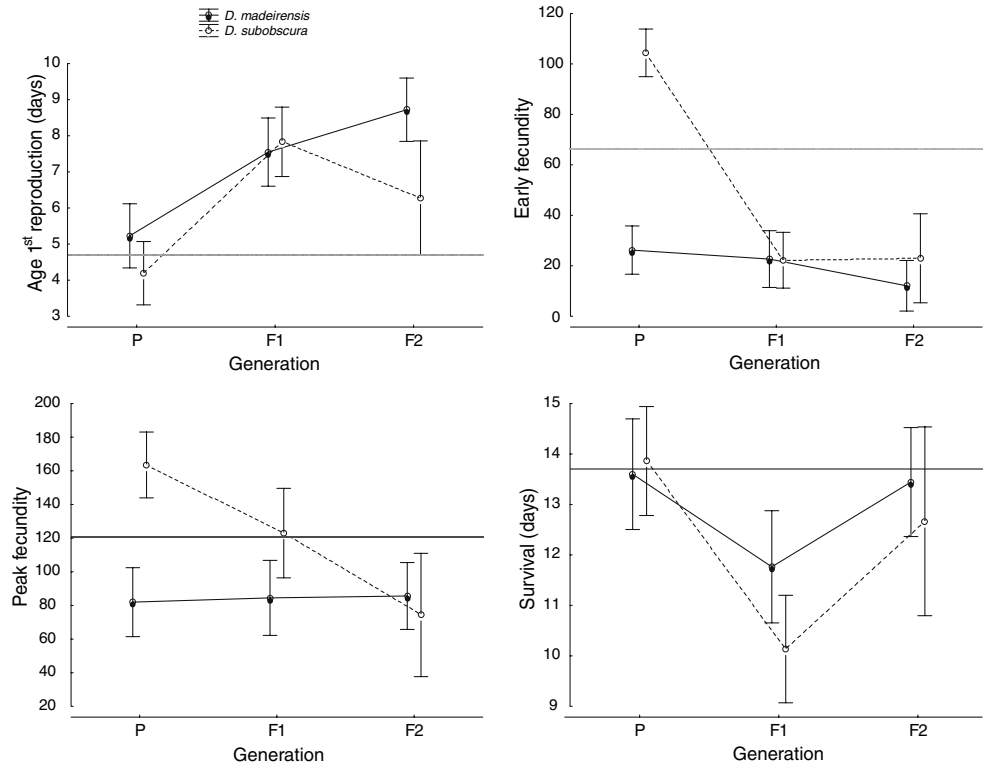 D. madeirensis
D. subobscura
Age 1st reproduction (days)
10
9
8
7
6
5
4
3
P F1 F2
Generation
Early fecundity
120
100
80
60
40
20
0
P F1 F2
Generation
Peak fecundity
200
180
160
140
120
100
80
60
40
20
P F1 F2
Generation
Survival (days)
15
14
13
12
11
10
9
P F1 F2
Generation